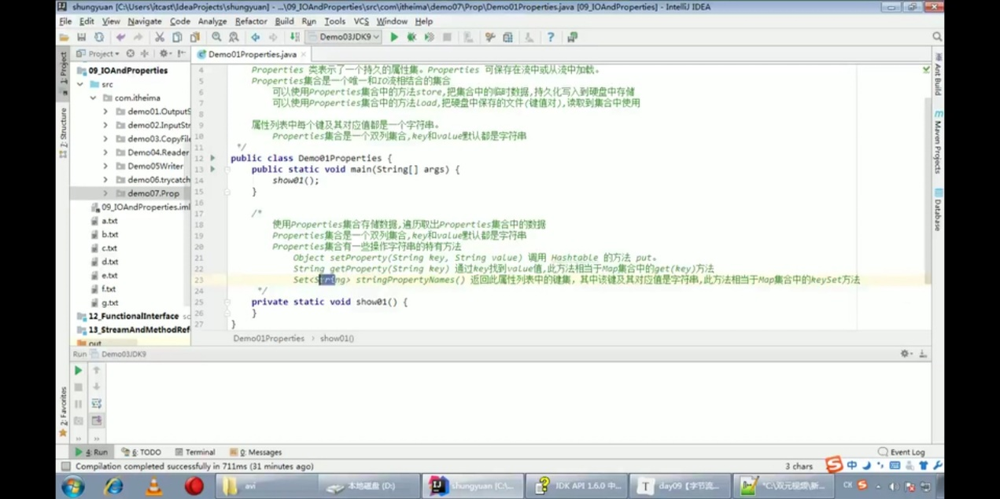 shungyuan [C:\Users\itcast\IdeaProjects\shungyuan] - ...\09_IOAndProperties\src\com\itheima\demo07\Prop\Demo01Properties.java [09_IOAndProperties] - IntelliJ IDEA
File Edit View Navigate Code Analyze Refactor Build Run Tools VCS Window Help
Demo03JDK9
Project
Demo01Properties.java
1: Project
7: Structure
2: Favorites
Ant Build
Maven Projects
Database
09_IOAndProperties
src
com.itheima
demo01.OutputS
demo02.InputStr
demo03.CopyFile
Demo04.Reader
Demo05Writer
demo06.trycatch
demo07.Prop
09_IOAndProperties.iml
a.txt
b.txt
c.txt
d.txt
e.txt
f.txt
g.txt
12_FunctionalInterface
13_StreamAndMethodRef
out
4 Properties 类表示了一个持久的属性集。Properties 可保存在流中或从流中加载。
5 Properties集合是一个唯一和IO流相结合的集合
6 可以使用Properties集合中的方法store,把集合中的临时数据,持久化写入到硬盘中存储
7 可以使用Properties集合中的方法load,把硬盘中保存的文件(键值对),读取到集合中使用
8
9 属性列表中每个键及其对应值都是一个字符串。
10 Properties集合是一个双列集合,key和value默认都是字符串
11 */
12 public class Demo01Properties {
13 public static void main(String[] args) {
14 show01();
15 }
16
17 /*
18 使用Properties集合存储数据,遍历取出Properties集合中的数据
19 Properties集合是一个双列集合,key和value默认都是字符串
20 Properties集合有一些操作字符串的特有方法
21 Object setProperty(String key, String value) 调用 Hashtable 的方法 put。
22 String getProperty(String key) 通过key找到value值,此方法相当于Map集合中的get(key)方法
23 Set<String> stringPropertyNames() 返回此属性列表中的键集，其中该键及其对应值是字符串,此方法相当于Map集合中的keySet方法
24 */
25 private static void show01() {
26 }
27 }
Demo01Properties › show01()
Run Demo03JDK9
4: Run 6: TODO Terminal 0: Messages Event Log
Compilation completed successfully in 711ms (31 minutes ago) 3 chars
中
avi 本地磁盘 (D:) shungyuan [C:\... JDK API 1.6.0 中... day09【字节流... *C:\双元视频\新... CH